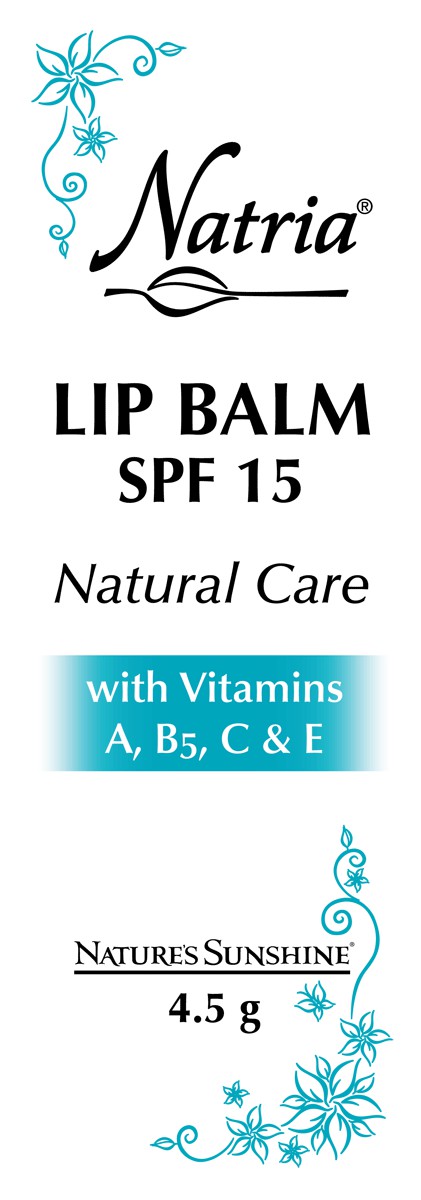 Natria®
LIP BALM
SPF 15
Natural Care
with Vitamins
A, B5, C & E
NATURE'S SUNSHINE®
4.5 g